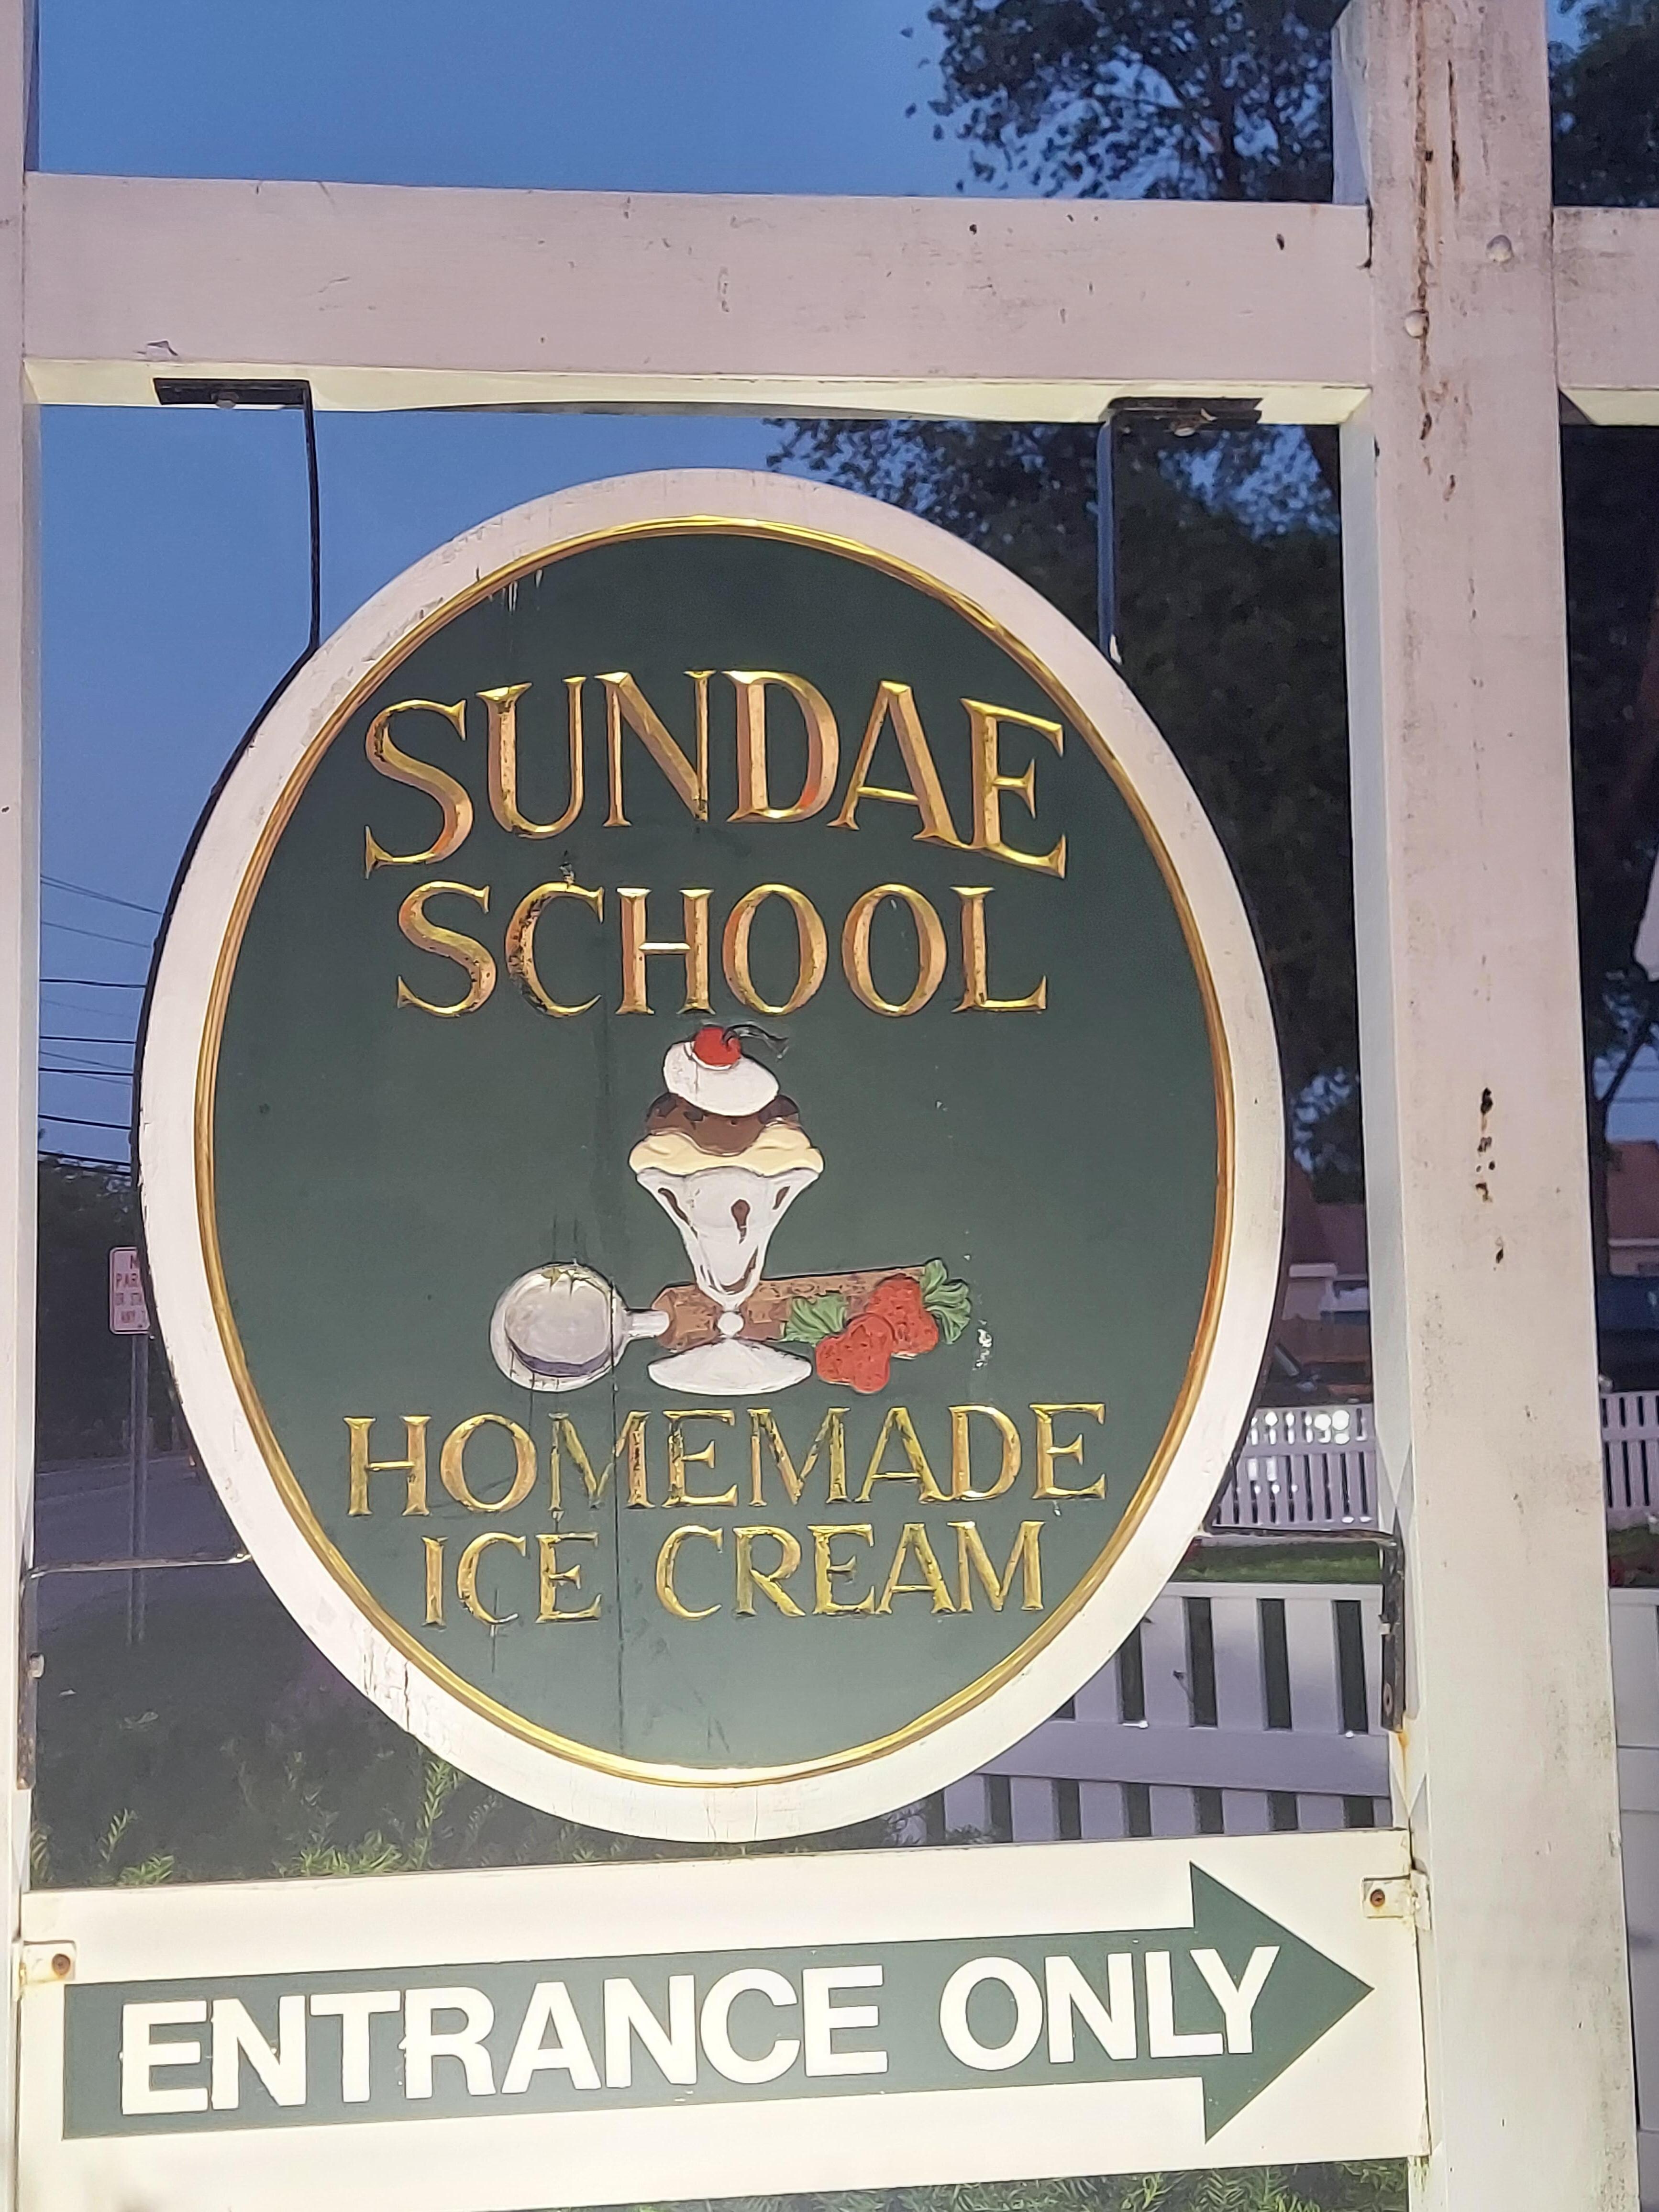 SUNDAE
SCHOOL
HOMEMADE
ICE CREAM
ENTRANCE ONLY